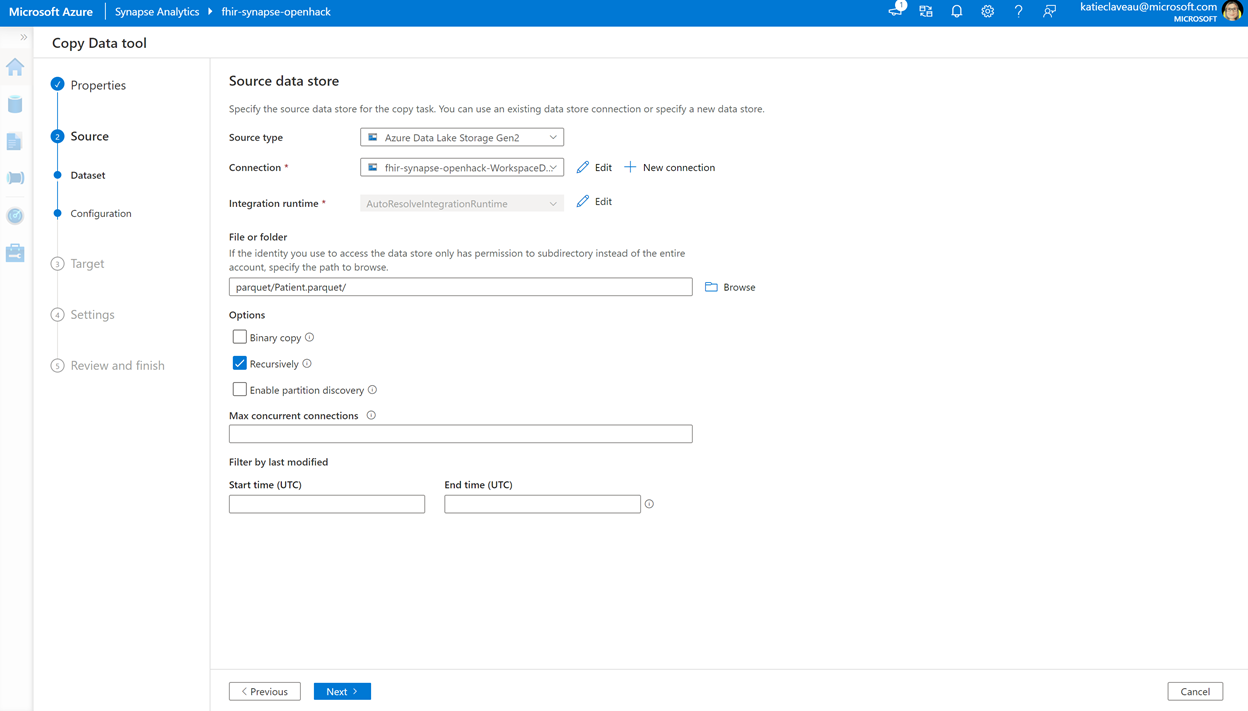 Microsoft Azure Synapse Analytics fhir-synapse-openhack 1 katieclaveau@microsoft.com
MICROSOFT
»
Copy Data tool
Properties
2 Source
Dataset
Configuration
3 Target
4 Settings
5 Review and finish
Source data store
Specify the source data store for the copy task. You can use an existing data store connection or specify a new data store.
Source type Azure Data Lake Storage Gen2
Connection * fhir-synapse-openhack-WorkspaceD... Edit New connection
Integration runtime * AutoResolveIntegrationRuntime Edit
File or folder
If the identity you use to access the data store only has permission to subdirectory instead of the entire
account, specify the path to browse.
parquet/Patient.parquet/ Browse
Options
Binary copy
Recursively
Enable partition discovery
Max concurrent connections
Filter by last modified
Start time (UTC) End time (UTC)
Previous Next Cancel